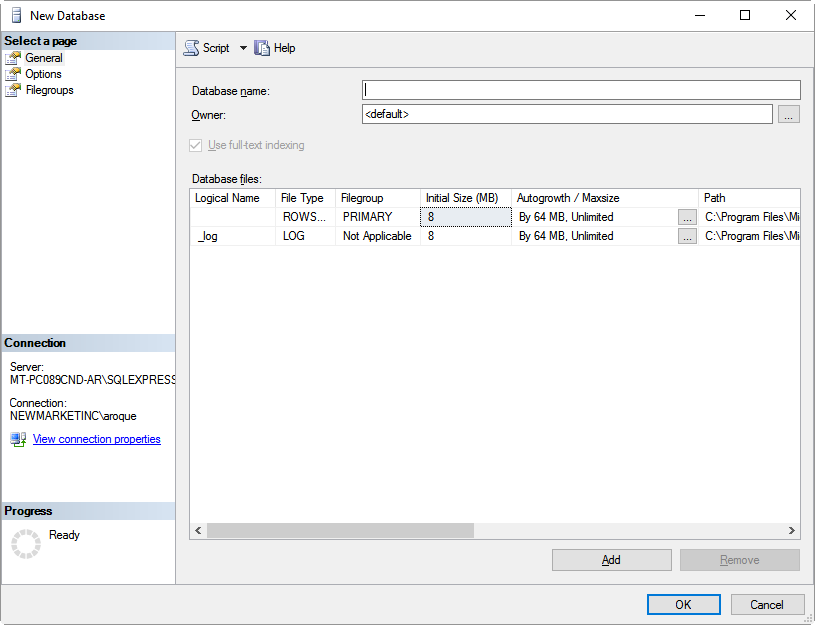 New Database
Select a page
General
Options
Filegroups
Script
Help
Database name:
Owner:
<default>
...
Use full-text indexing
Database files:
Logical Name File Type Filegroup Initial Size (MB) Autogrowth / Maxsize Path
ROWS... PRIMARY 8 By 64 MB, Unlimited ... C:\Program Files\Mi
_log LOG Not Applicable 8 By 64 MB, Unlimited ... C:\Program Files\Mi
Connection
Server:
MT-PC089CND-AR\SQLEXPRESS
Connection:
NEWMARKETINC\aroque
View connection properties
Progress
Ready
Add Remove
OK Cancel